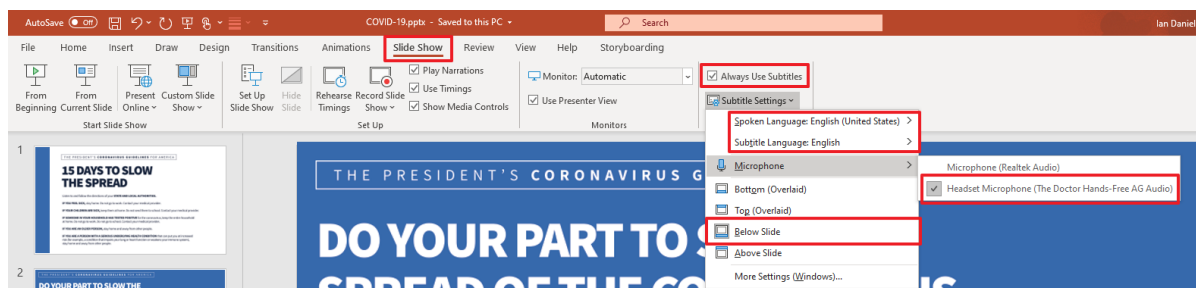 AutoSave Off COVID-19.pptx - Saved to this PC Search Ian Daniel
File Home Insert Draw Design Transitions Animations Slide Show Review View Help Storyboarding
From Beginning
From Current Slide
Present Online
Custom Slide Show
Set Up Slide Show
Hide Slide
Rehearse Timings
Record Slide Show
Play Narrations
Use Timings
Show Media Controls
Monitor: Automatic
Use Presenter View
Always Use Subtitles
Subtitle Settings
Start Slide Show Set Up Monitors
Spoken Language: English (United States)
Subtitle Language: English
Microphone
Bottom (Overlaid)
Top (Overlaid)
Below Slide
Above Slide
More Settings (Windows)...
Microphone (Realtek Audio)
Headset Microphone (The Doctor Hands-Free AG Audio)
1
THE PRESIDENT'S CORONAVIRUS GUIDELINES FOR AMERICA
15 DAYS TO SLOW
THE SPREAD
2
DO YOUR PART TO SLOW THE
THE PRESIDENT'S CORONAVIRUS G
DO YOUR PART TO S
SPREAD OF THE CO
US